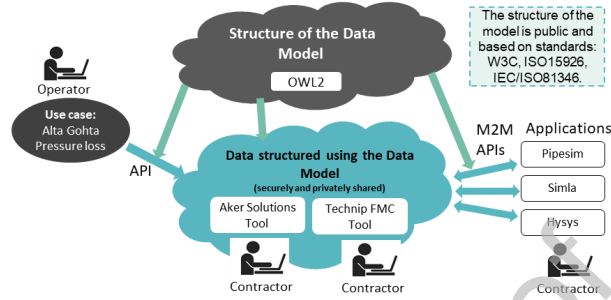 Structure of the Data
Model
OWL2
The structure of the
model is public and
based on standards:
W3C, ISO15926,
IEC/ISO81346.
Operator
Use case:
Alta Gohta
Pressure loss
API
Data structured using the Data
Model
(securely and privately shared)
Aker Solutions
Tool
Technip FMC
Tool
Contractor
Contractor
M2M
APIs
Applications
Pipesim
Simla
Hysys
Contractor